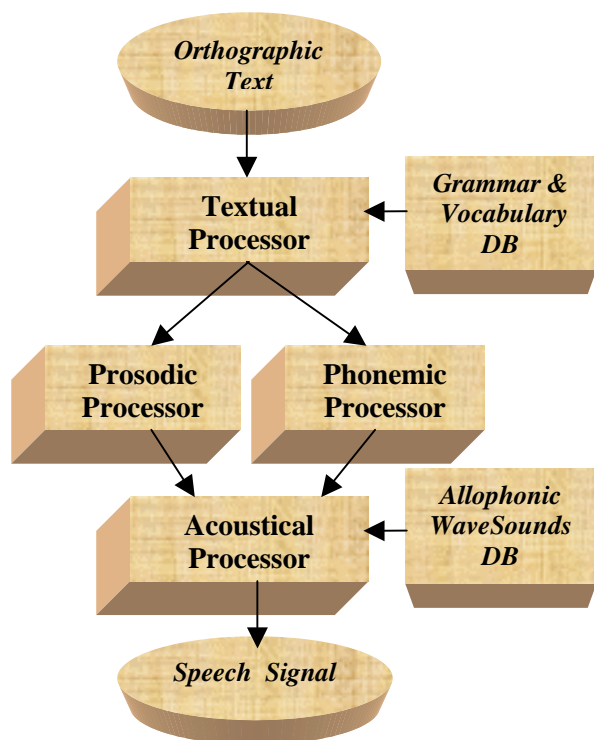 Orthographic
Text
Textual
Processor
Grammar &
Vocabulary
DB
Prosodic
Processor
Phonemic
Processor
Acoustical
Processor
Allophonic
WaveSounds
DB
Speech Signal